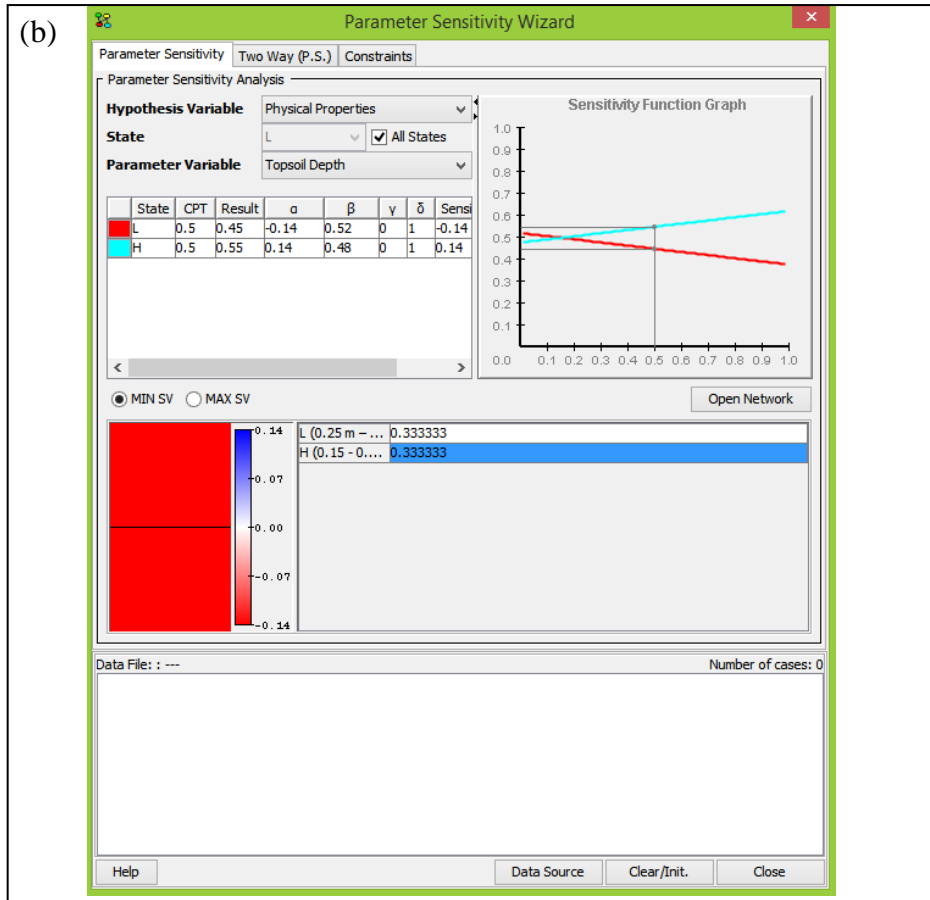 (b)
Parameter Sensitivity Wizard
Parameter Sensitivity Two Way (P.S.) Constraints
Parameter Sensitivity Analysis
Hypothesis Variable Physical Properties
State L All States
Parameter Variable Topsoil Depth
State CPT Result α β γ δ Sensi
L 0.5 0.45 -0.14 0.52 0 1 -0.14
H 0.5 0.55 0.14 0.48 0 1 0.14
Sensitivity Function Graph
1.0
0.9
0.8
0.7
0.6
0.5
0.4
0.3
0.2
0.1
0.0 0.1 0.2 0.3 0.4 0.5 0.6 0.7 0.8 0.9 1.0
MIN SV MAX SV
Open Network
0.14
0.07
0.00
-0.07
-0.14
L (0.25 m – ... 0.333333
H (0.15 - 0.... 0.333333
Data File: : --- Number of cases: 0
Help Data Source Clear/Init. Close